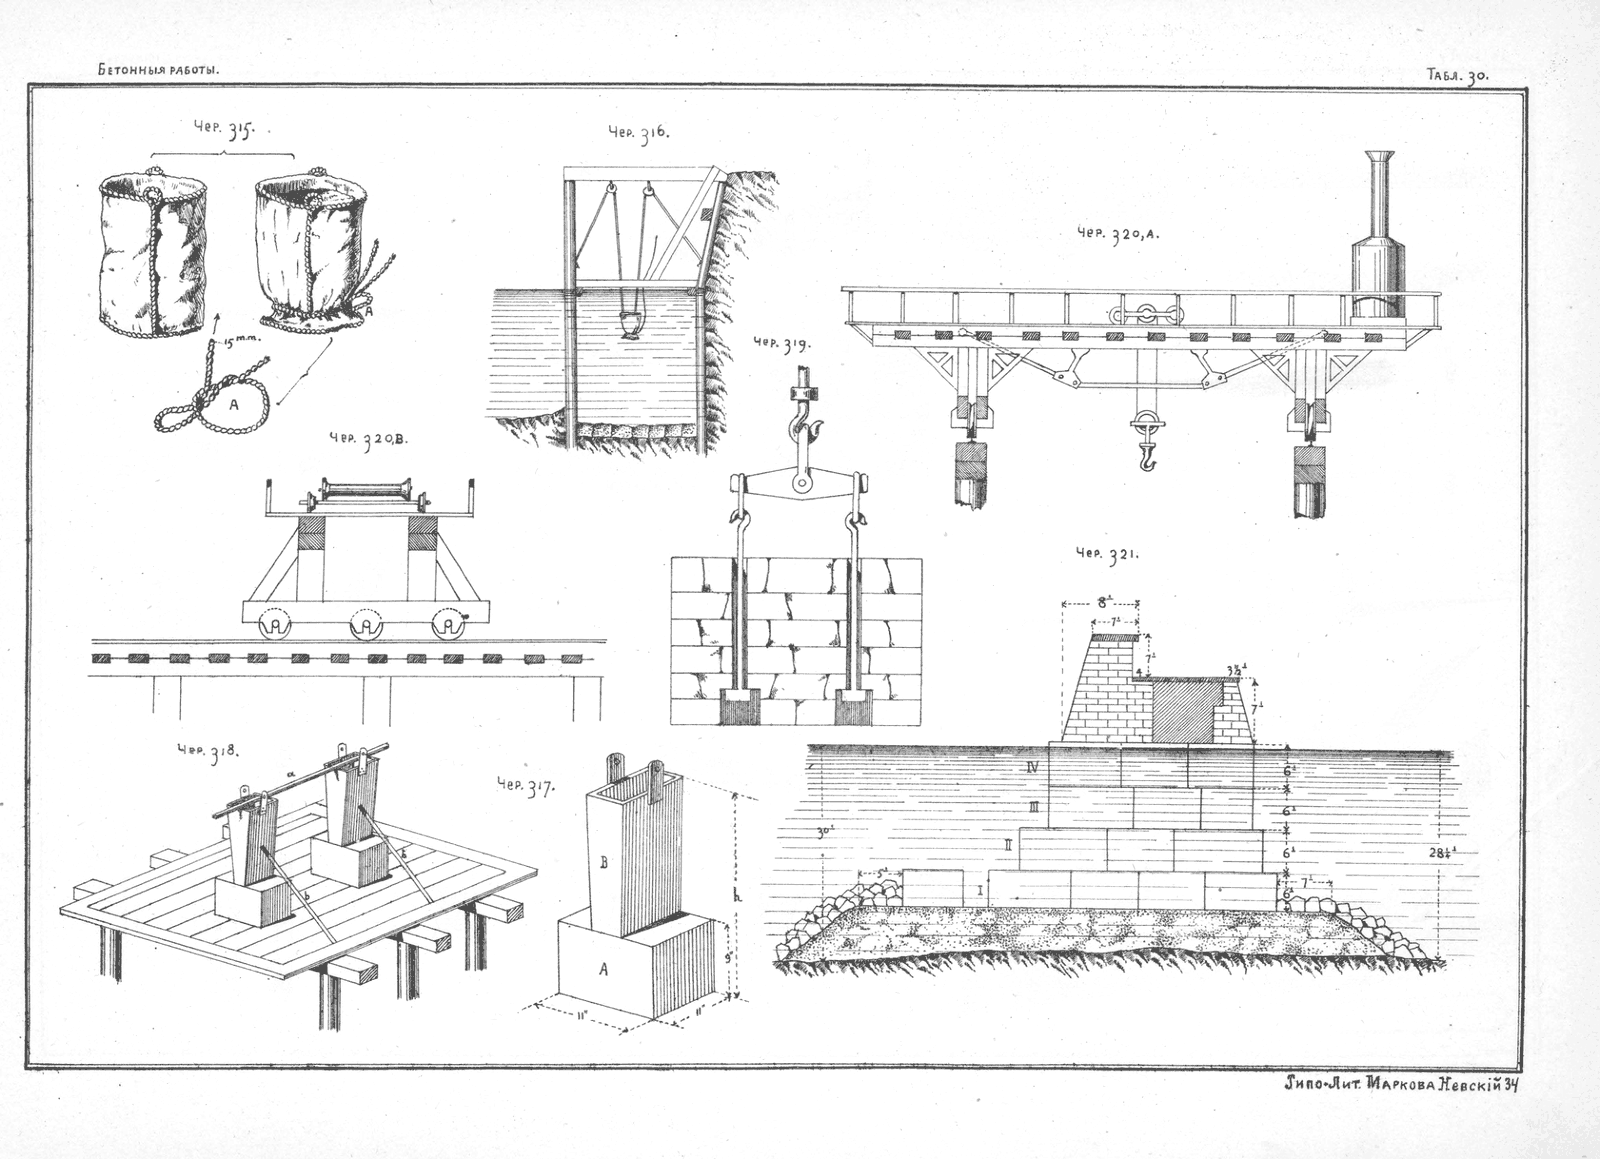 Бетонныя работы.
Табл. 30.
Чер. 315.
Чер. 316.
Чер. 320, А.
А
15 m.m.
А
Чер. 319.
Чер. 320, В.
Чер. 321.
8'
7'
7'
4
3½'
7'
Чер. 318.
a
b
b
Чер. 317.
B
A
h
9"
11"
11"
IV
III
II
I
6'
6'
6'
6'
30'
28¼'
5'
7'
Типо-Лит. Маркова Невскій 34